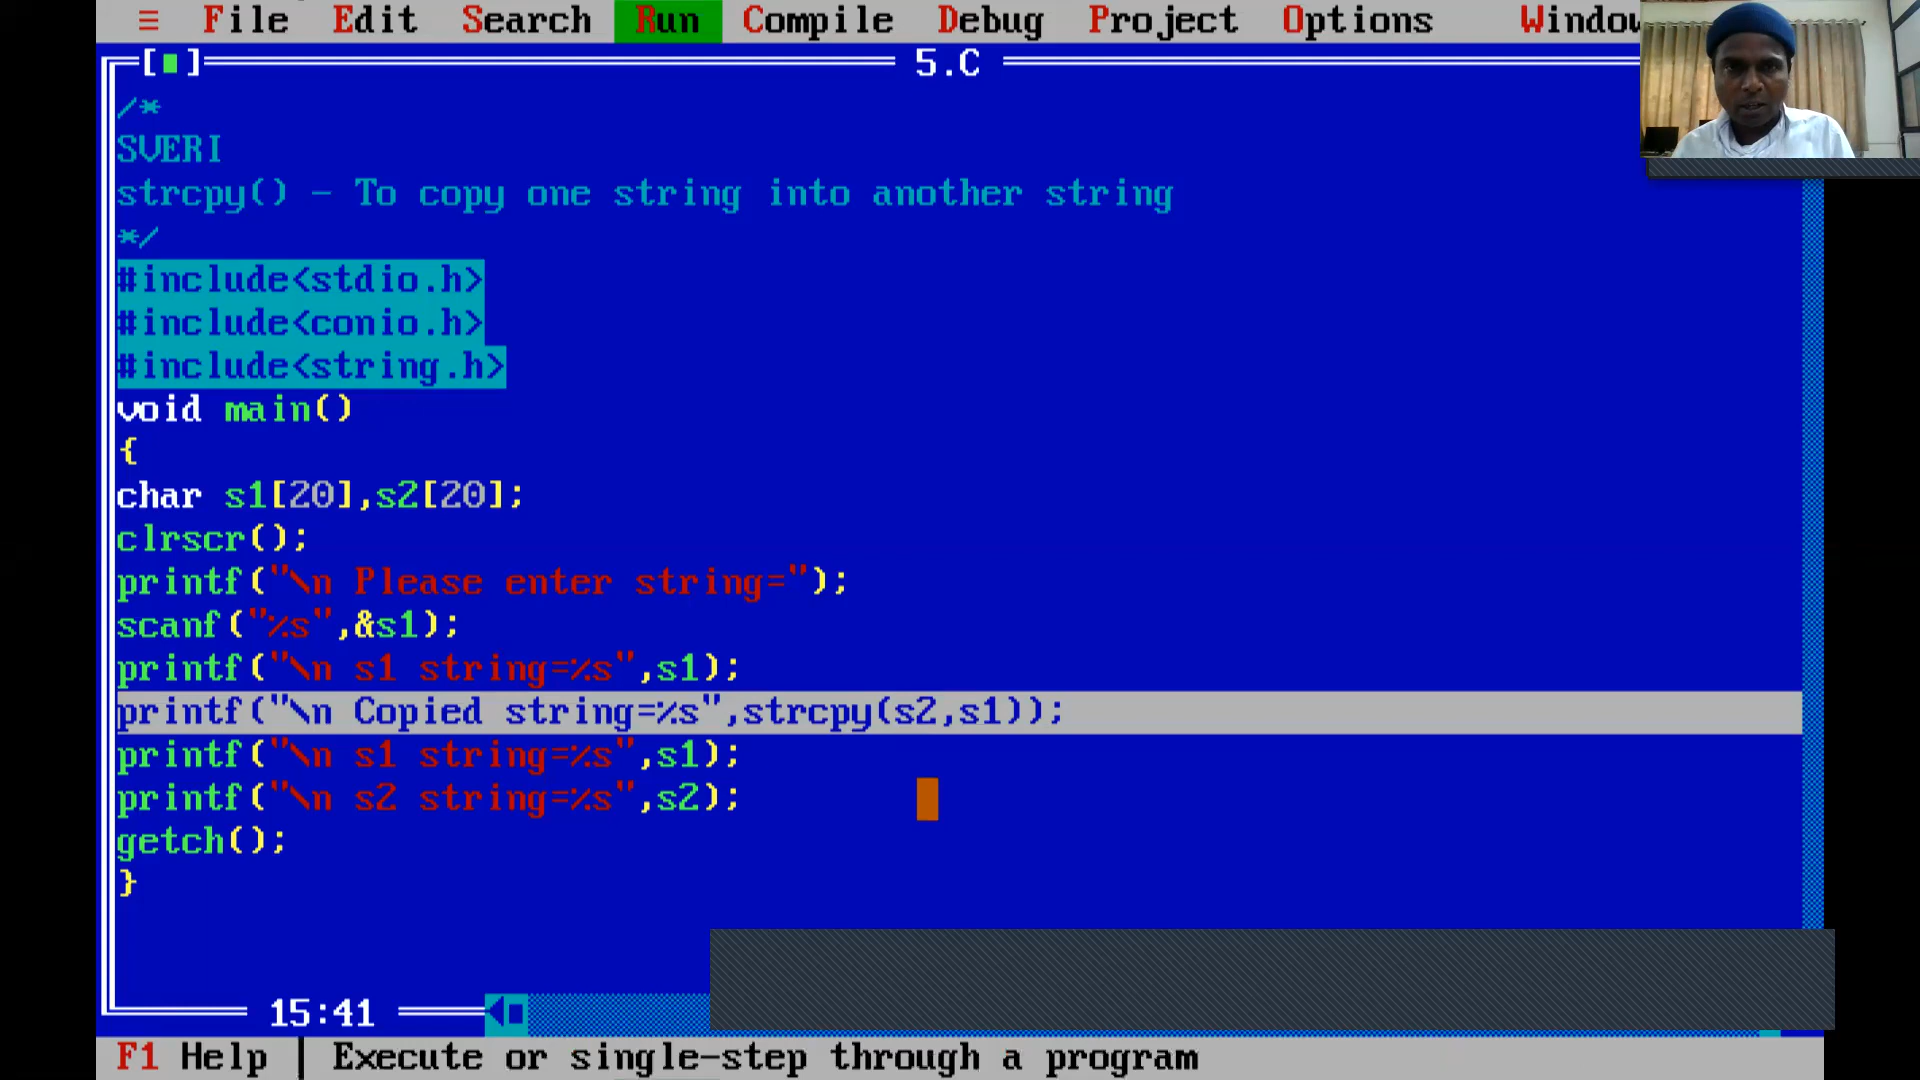 ≡ File Edit Search Run Compile Debug Project Options Window
[■] 5.C
/*
SVERI
strcpy() - To copy one string into another string
*/
#include<stdio.h>
#include<conio.h>
#include<string.h>
void main()
{
char s1[20],s2[20];
clrscr();
printf("\n Please enter string=");
scanf("%s",&s1);
printf("\n s1 string=%s",s1);
printf("\n Copied string=%s",strcpy(s2,s1));
printf("\n s1 string=%s",s1);
printf("\n s2 string=%s",s2);
getch();
}
15:41
F1 Help | Execute or single-step through a program